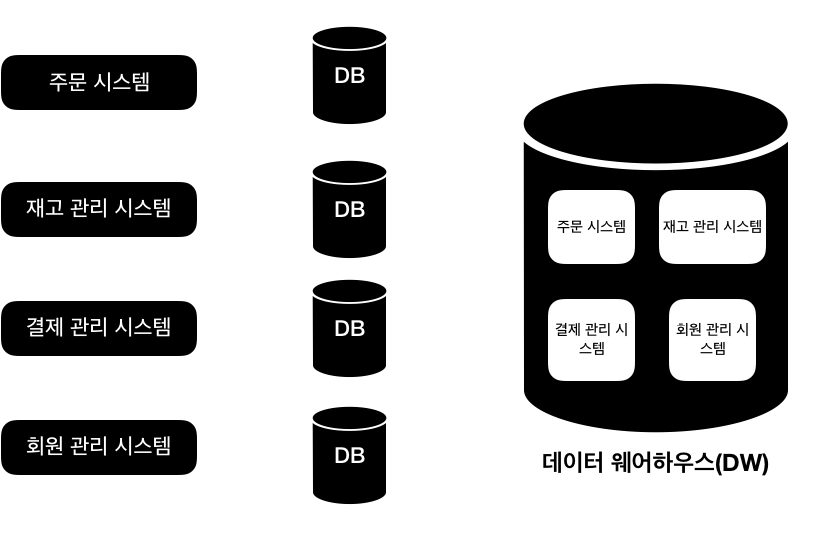 주문 시스템
DB
재고 관리 시스템
DB
결제 관리 시스템
DB
회원 관리 시스템
DB
주문 시스템
재고 관리 시스템
결제 관리 시
스템
회원 관리 시
스템
데이터 웨어하우스(DW)